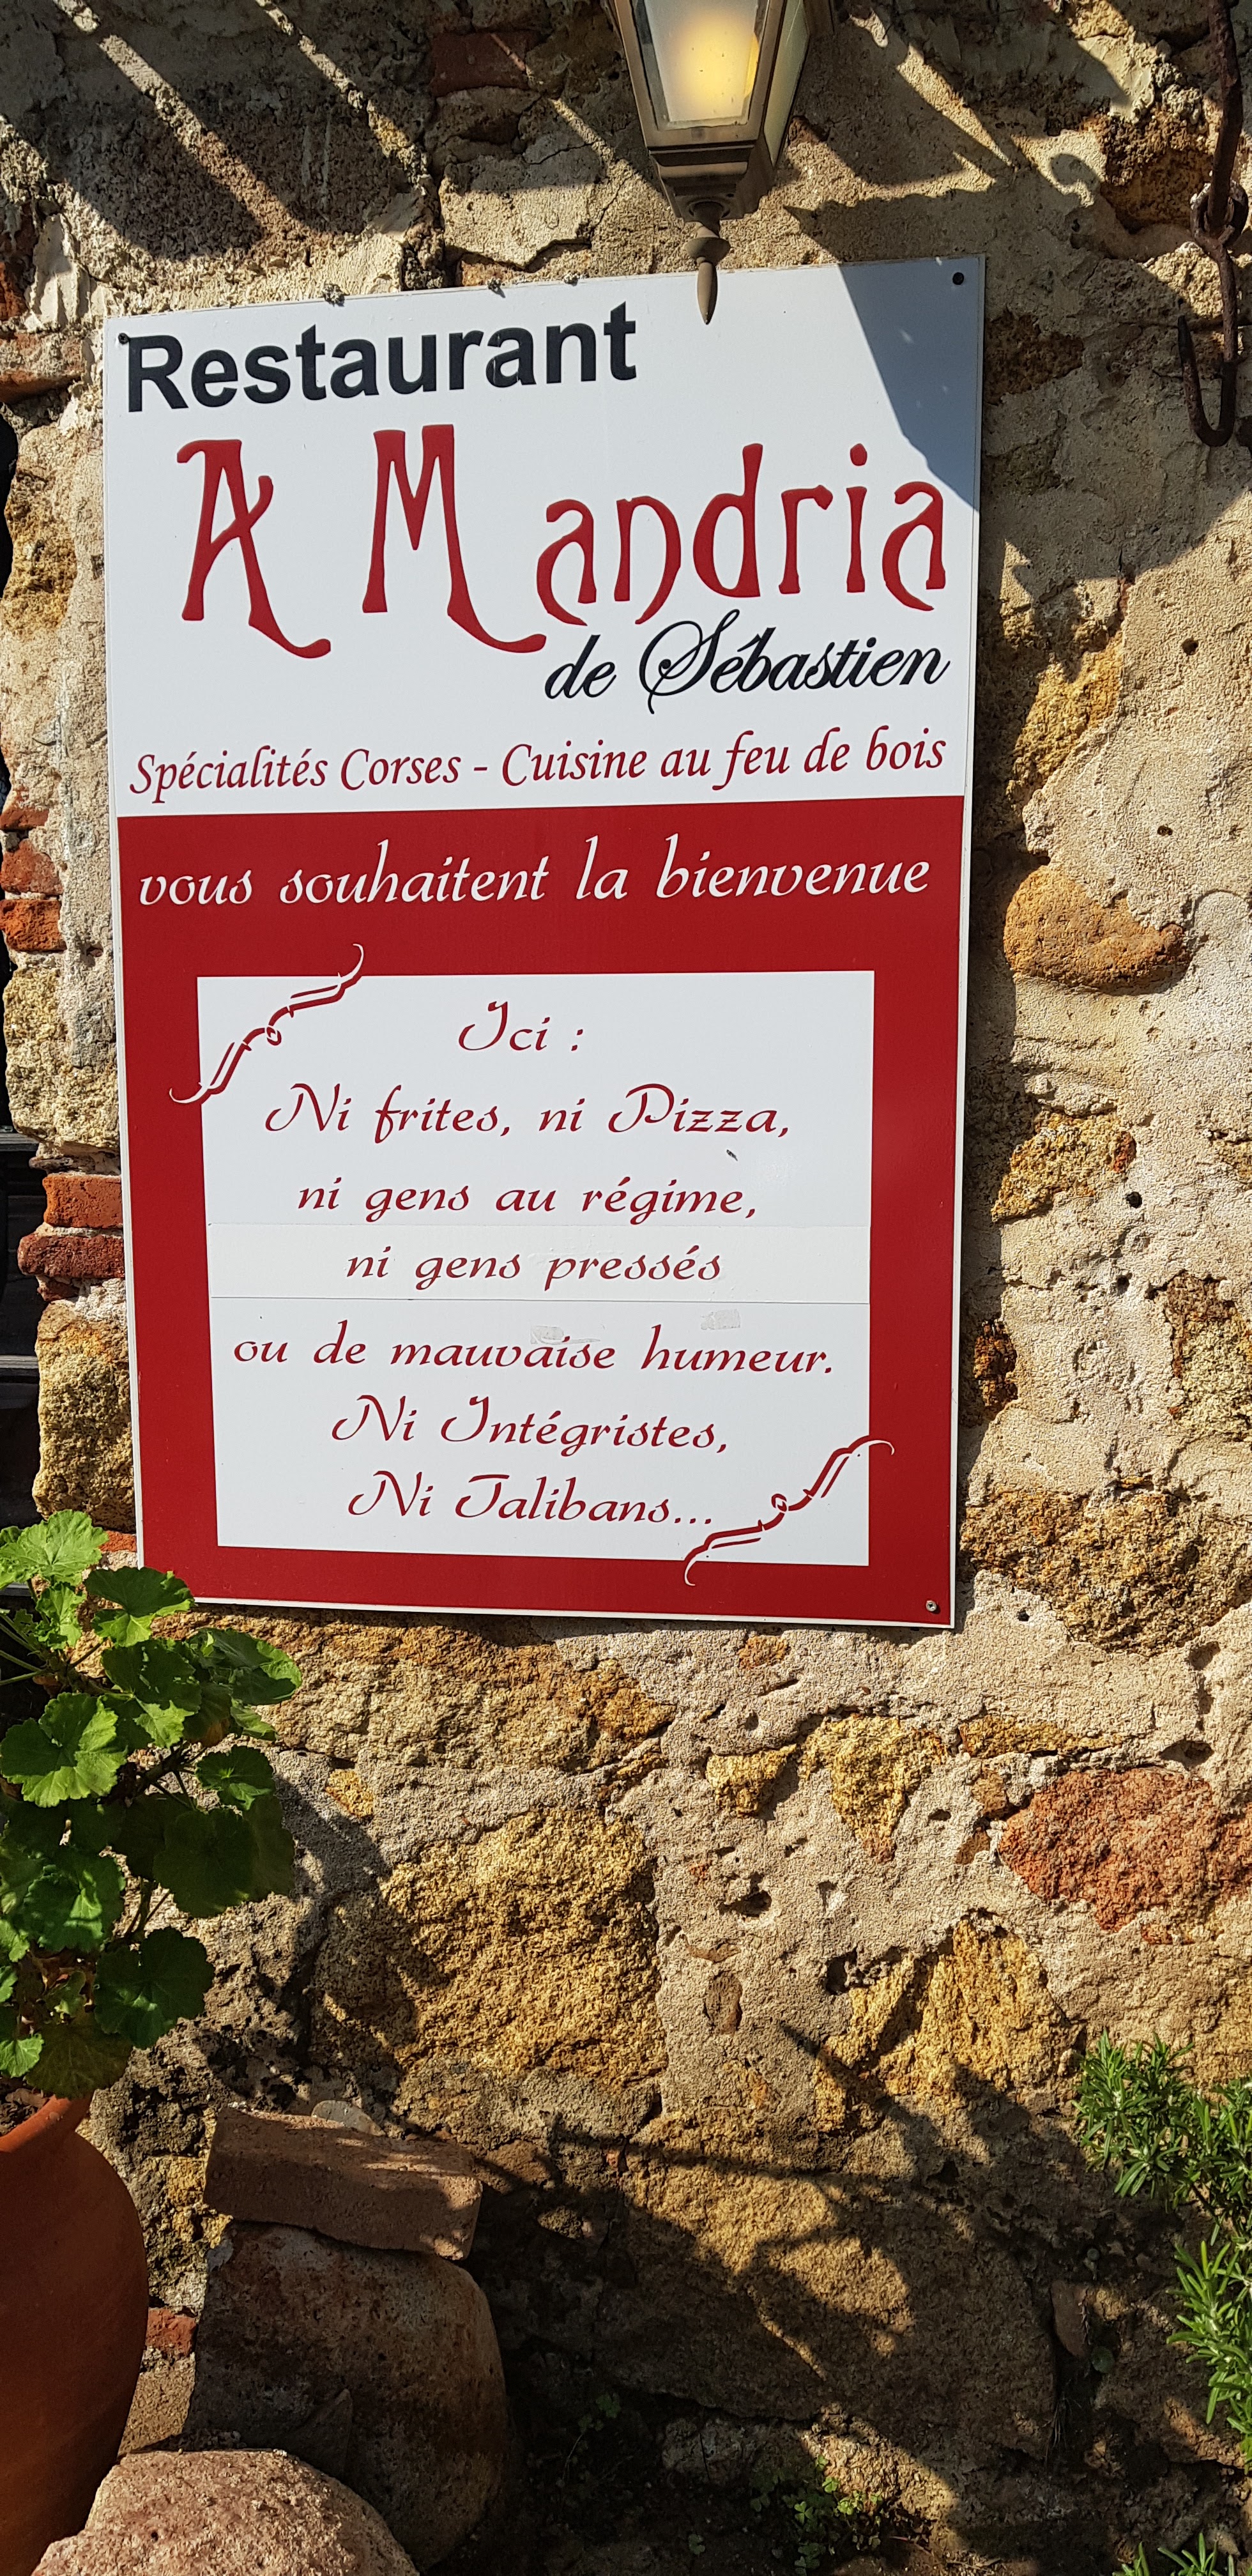 Restaurant
A Mandria
de Sébastien
Spécialités Corses - Cuisine au feu de bois
vous souhaitent la bienvenue
Ici :
Ni frites, ni Pizza,
ni gens au régime,
ni gens pressés
ou de mauvaise humeur.
Ni Intégristes,
Ni Talibans...